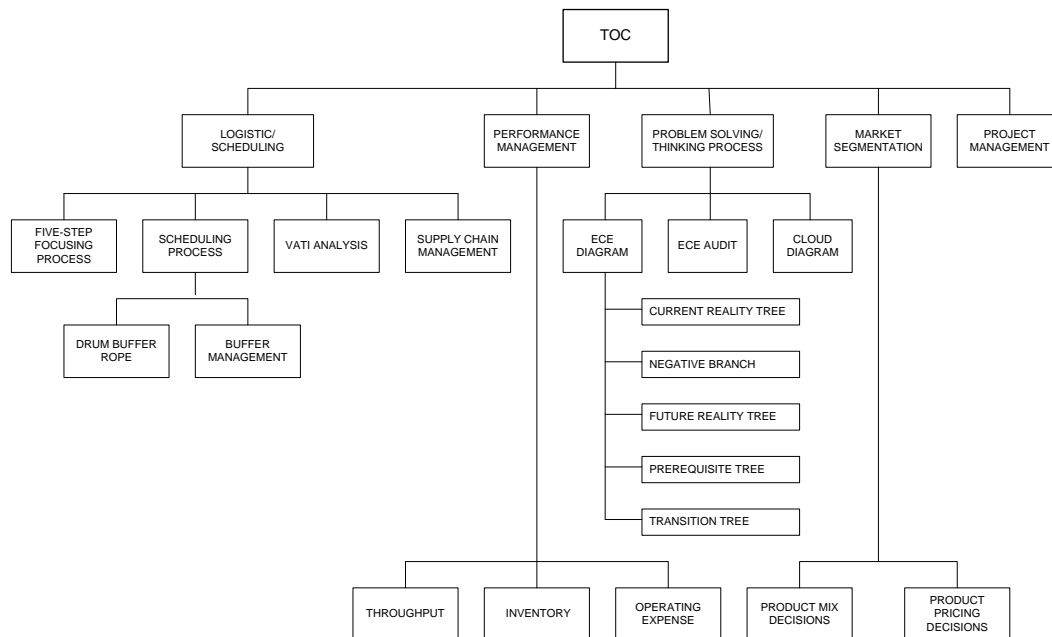 TOC
LOGISTIC/
SCHEDULING
PERFORMANCE
MANAGEMENT
PROBLEM SOLVING/
THINKING PROCESS
MARKET
SEGMENTATION
PROJECT
MANAGEMENT
FIVE-STEP
FOCUSING
PROCESS
SCHEDULING
PROCESS
VATI ANALYSIS
SUPPLY CHAIN
MANAGEMENT
ECE
DIAGRAM
ECE AUDIT
CLOUD
DIAGRAM
DRUM BUFFER
ROPE
BUFFER
MANAGEMENT
CURRENT REALITY TREE
NEGATIVE BRANCH
FUTURE REALITY TREE
PREREQUISITE TREE
TRANSITION TREE
THROUGHPUT
INVENTORY
OPERATING
EXPENSE
PRODUCT MIX
DECISIONS
PRODUCT
PRICING
DECISIONS